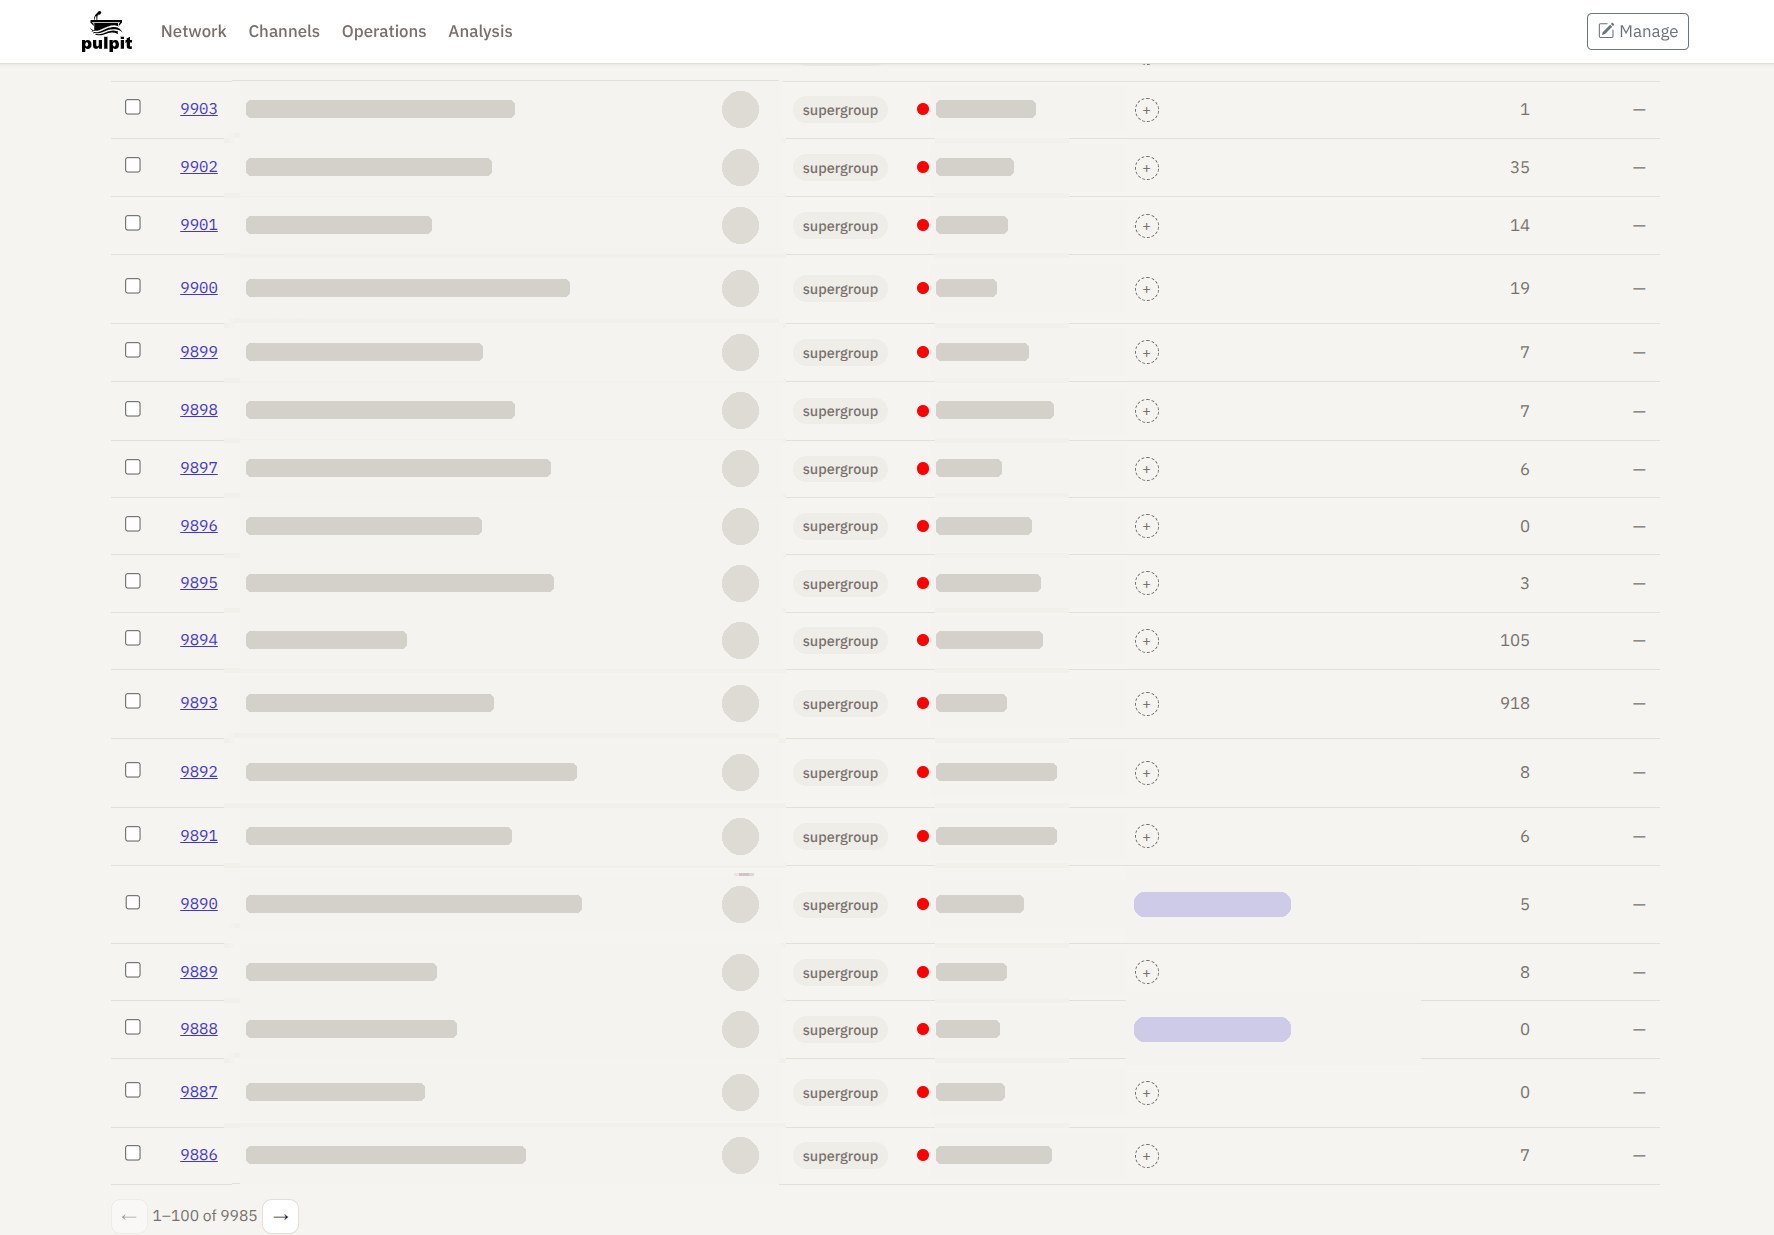 pulpit Network Channels Operations Analysis Manage
9903 supergroup + 1 —
9902 supergroup + 35 —
9901 supergroup + 14 —
9900 supergroup + 19 —
9899 supergroup + 7 —
9898 supergroup + 7 —
9897 supergroup + 6 —
9896 supergroup + 0 —
9895 supergroup + 3 —
9894 supergroup + 105 —
9893 supergroup + 918 —
9892 supergroup + 8 —
9891 supergroup + 6 —
9890 supergroup 5 —
9889 supergroup + 8 —
9888 supergroup 0 —
9887 supergroup + 0 —
9886 supergroup + 7 —
← 1–100 of 9985 →